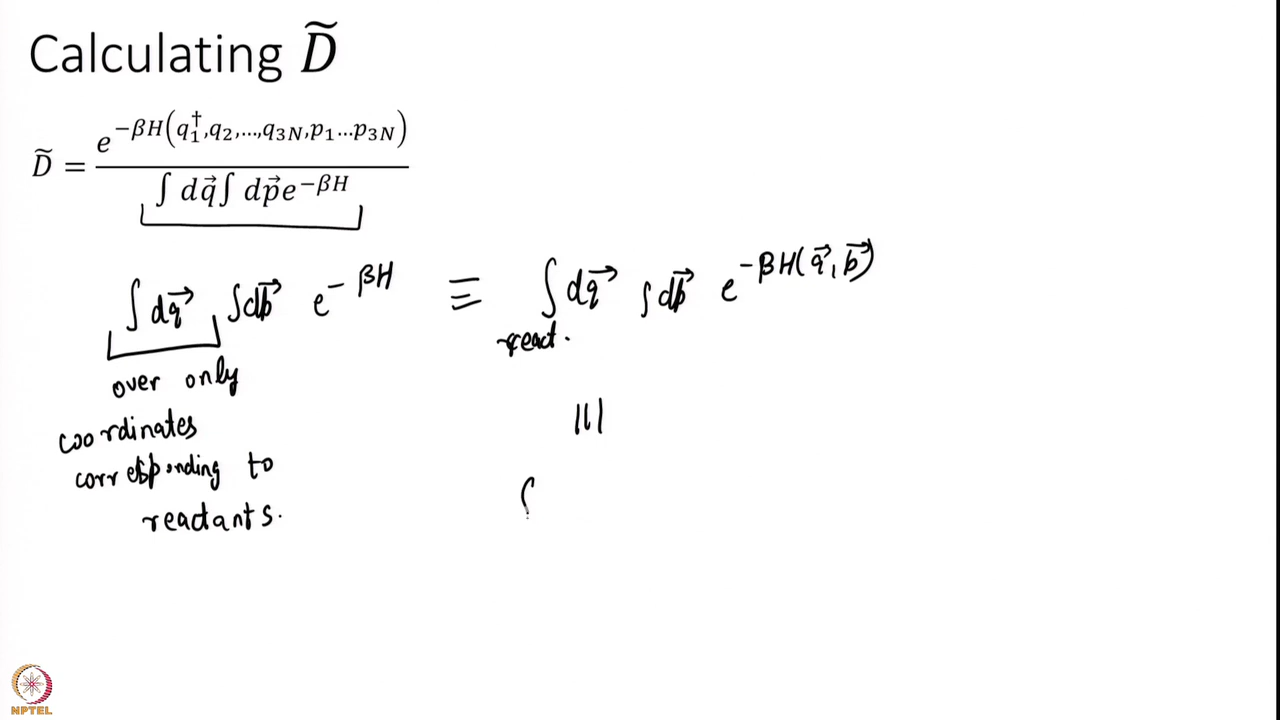 Calculating D̃
D̃ = e^{-βH(q₁†,q₂,…,q₃N,p₁…p₃N)} / ∫ dq⃗ ∫ dp⃗ e^{-βH}
∫ dq⃗ ∫ dp⃗ e^{-βH} ≡ ∫_{react.} dq⃗ ∫ dp⃗ e^{-βH(q⃗, p⃗)}
over only
coordinates
corresponding to
reactants.
NPTEL